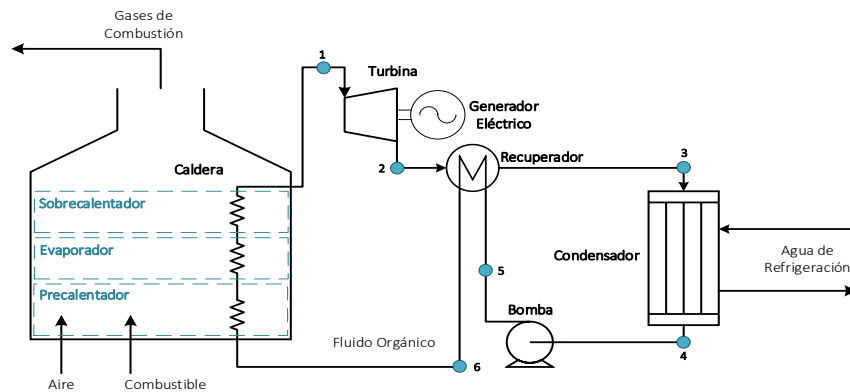 Gases de
Combustión
1
Turbina
Generador
Eléctrico
2
Recuperador
3
Caldera
Sobrecalentador
Evaporador
Precalentador
Condensador
Agua de
Refrigeración
5
Bomba
Fluido Orgánico
4
6
Aire
Combustible